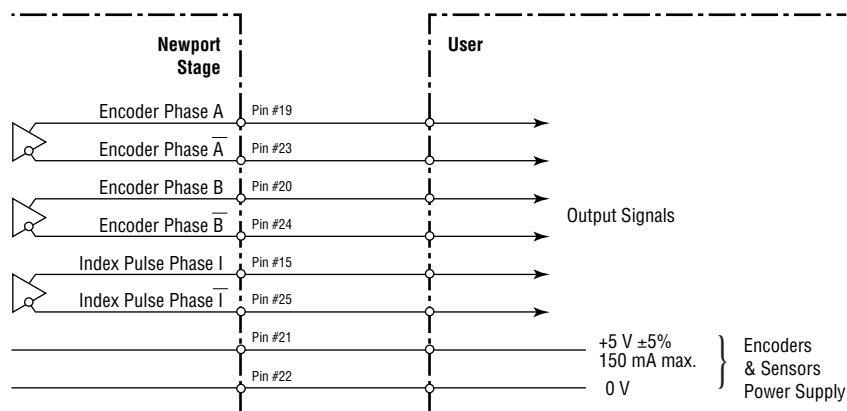 Newport
Stage
User
Encoder Phase A Pin #19
Encoder Phase A̅ Pin #23
Encoder Phase B Pin #20
Encoder Phase B̅ Pin #24
Output Signals
Index Pulse Phase I Pin #15
Index Pulse Phase I̅ Pin #25
Pin #21
+5 V ±5%
150 mA max.
Pin #22
0 V
Encoders
& Sensors
Power Supply